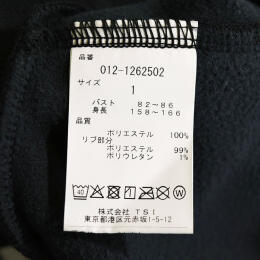 品番
012-1262502
サイズ
1
バスト 82~86
身長 158~166
品質
ポリエステル 100%
リブ部分
ポリエステル 99%
ポリウレタン 1%
株式会社 TSI
東京都港区元赤坂1-5-12